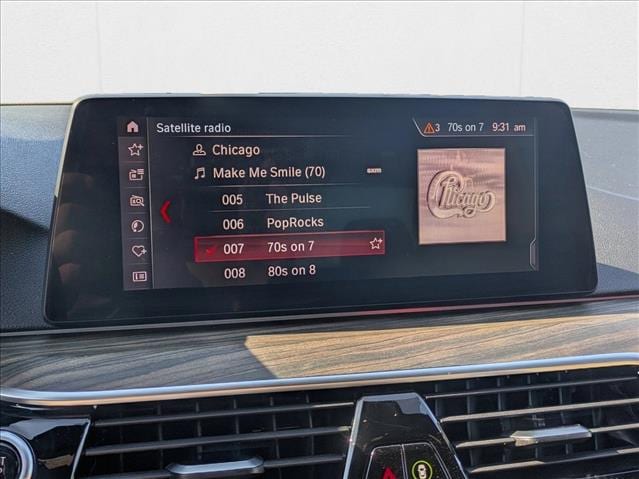 Satellite radio
3 70s on 7 9:31 am
Chicago
Make Me Smile (70)
sxm
005 The Pulse
006 PopRocks
007 70s on 7
008 80s on 8
Chicago